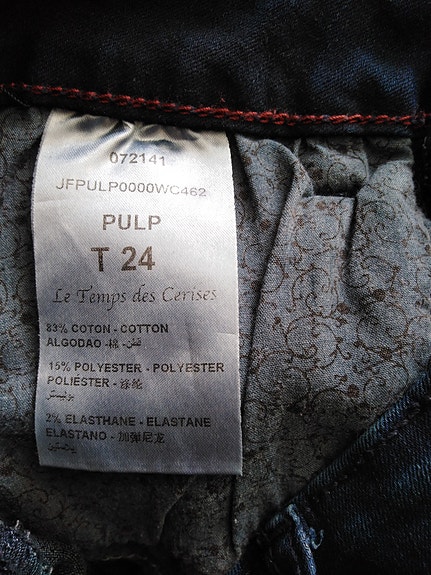 072141
JFPULP0000WC462
PULP
T 24
Le Temps des Cerises
83% COTON - COTTON
ALGODAO - 棉 - قطن
15% POLYESTER - POLYESTER
POLIÉSTER - 涤纶
بوليستر
2% ELASTHANE - ELASTANE
ELASTANO - 加弹尼龙